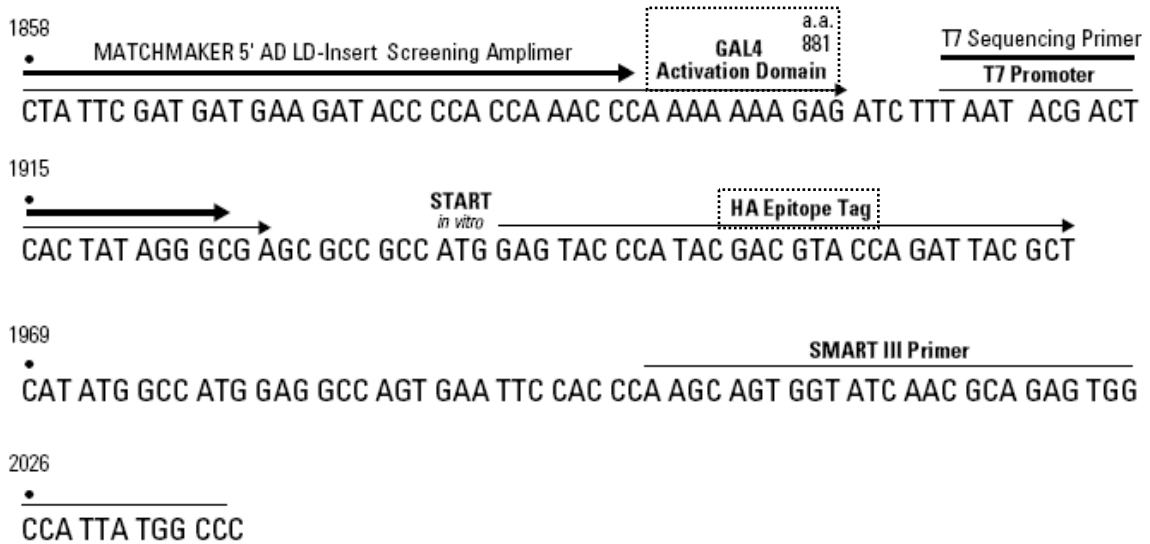 1858
MATCHMAKER 5' AD LD-Insert Screening Amplimer
GAL4
Activation Domain
a.a.
881
T7 Sequencing Primer
T7 Promoter
CTA TTC GAT GAT GAA GAT ACC CCA CCA AAC CCA AAA AAA GAG ATC TTT AAT ACG ACT
1915
START
in vitro
HA Epitope Tag
CAC TAT AGG GCG AGC GCC GCC ATG GAG TAC CCA TAC GAC GTA CCA GAT TAC GCT
1969
SMART III Primer
CAT ATG GCC ATG GAG GCC AGT GAA TTC CAC CCA AGC AGT GGT ATC AAC GCA GAG TGG
2026
CCA TTA TGG CCC